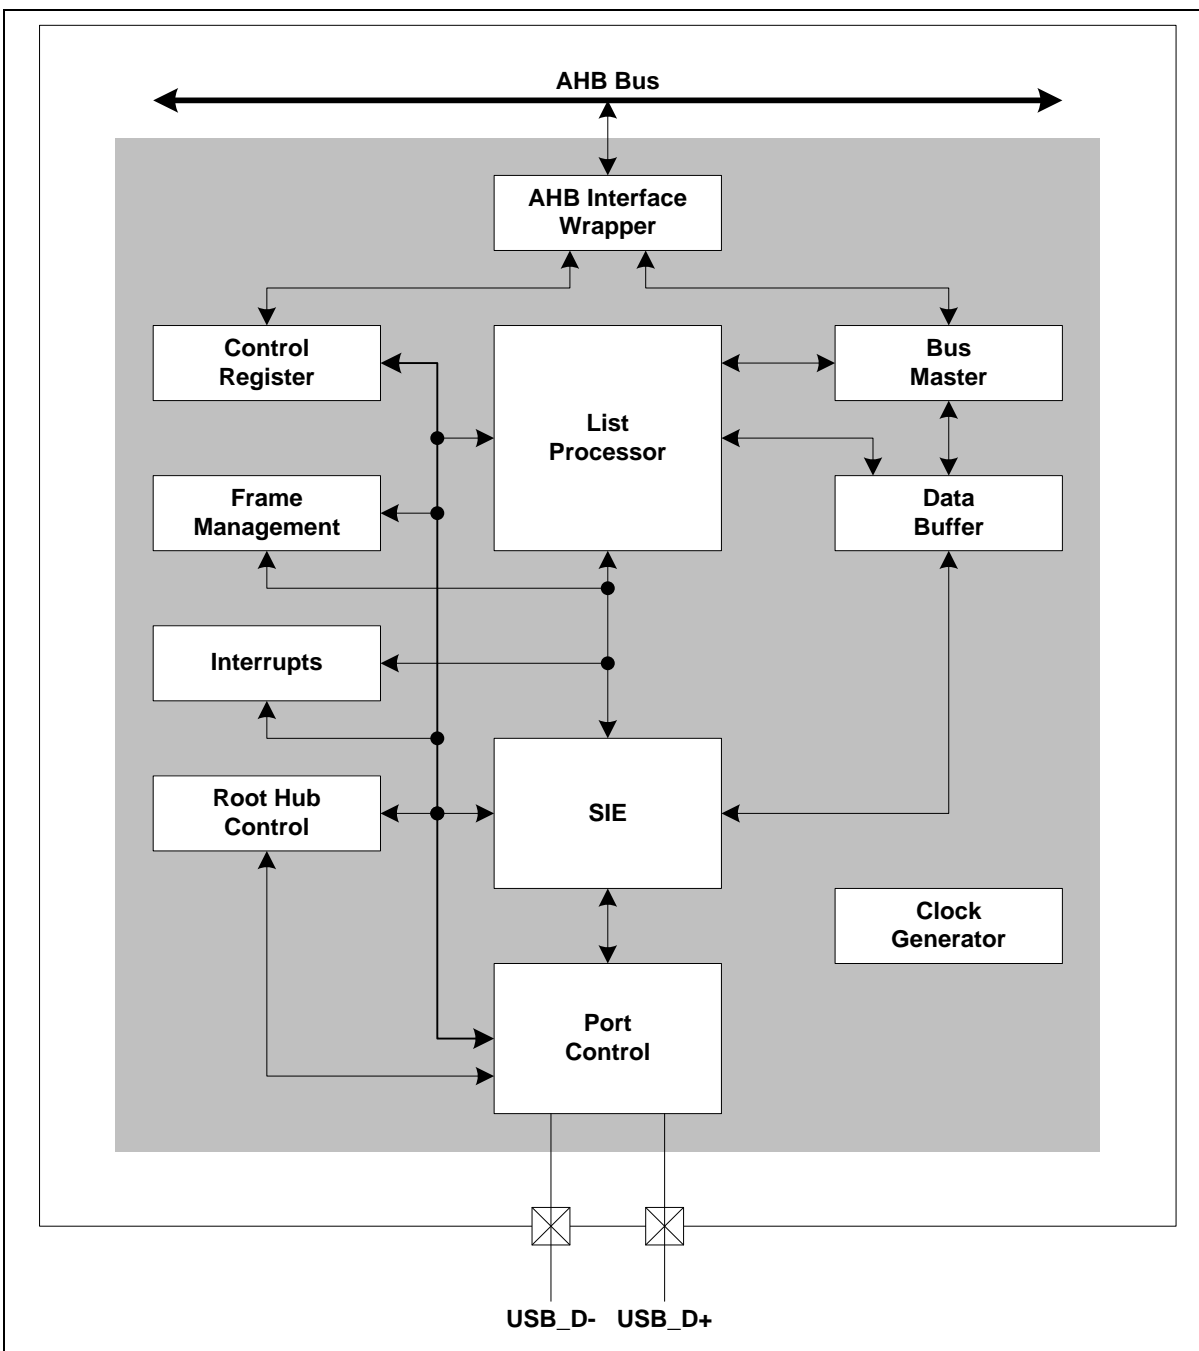 AHB Bus
AHB Interface
Wrapper
Control
Register
List
Processor
Bus
Master
Frame
Management
Data
Buffer
Interrupts
Root Hub
Control
SIE
Clock
Generator
Port
Control
USB_D-
USB_D+